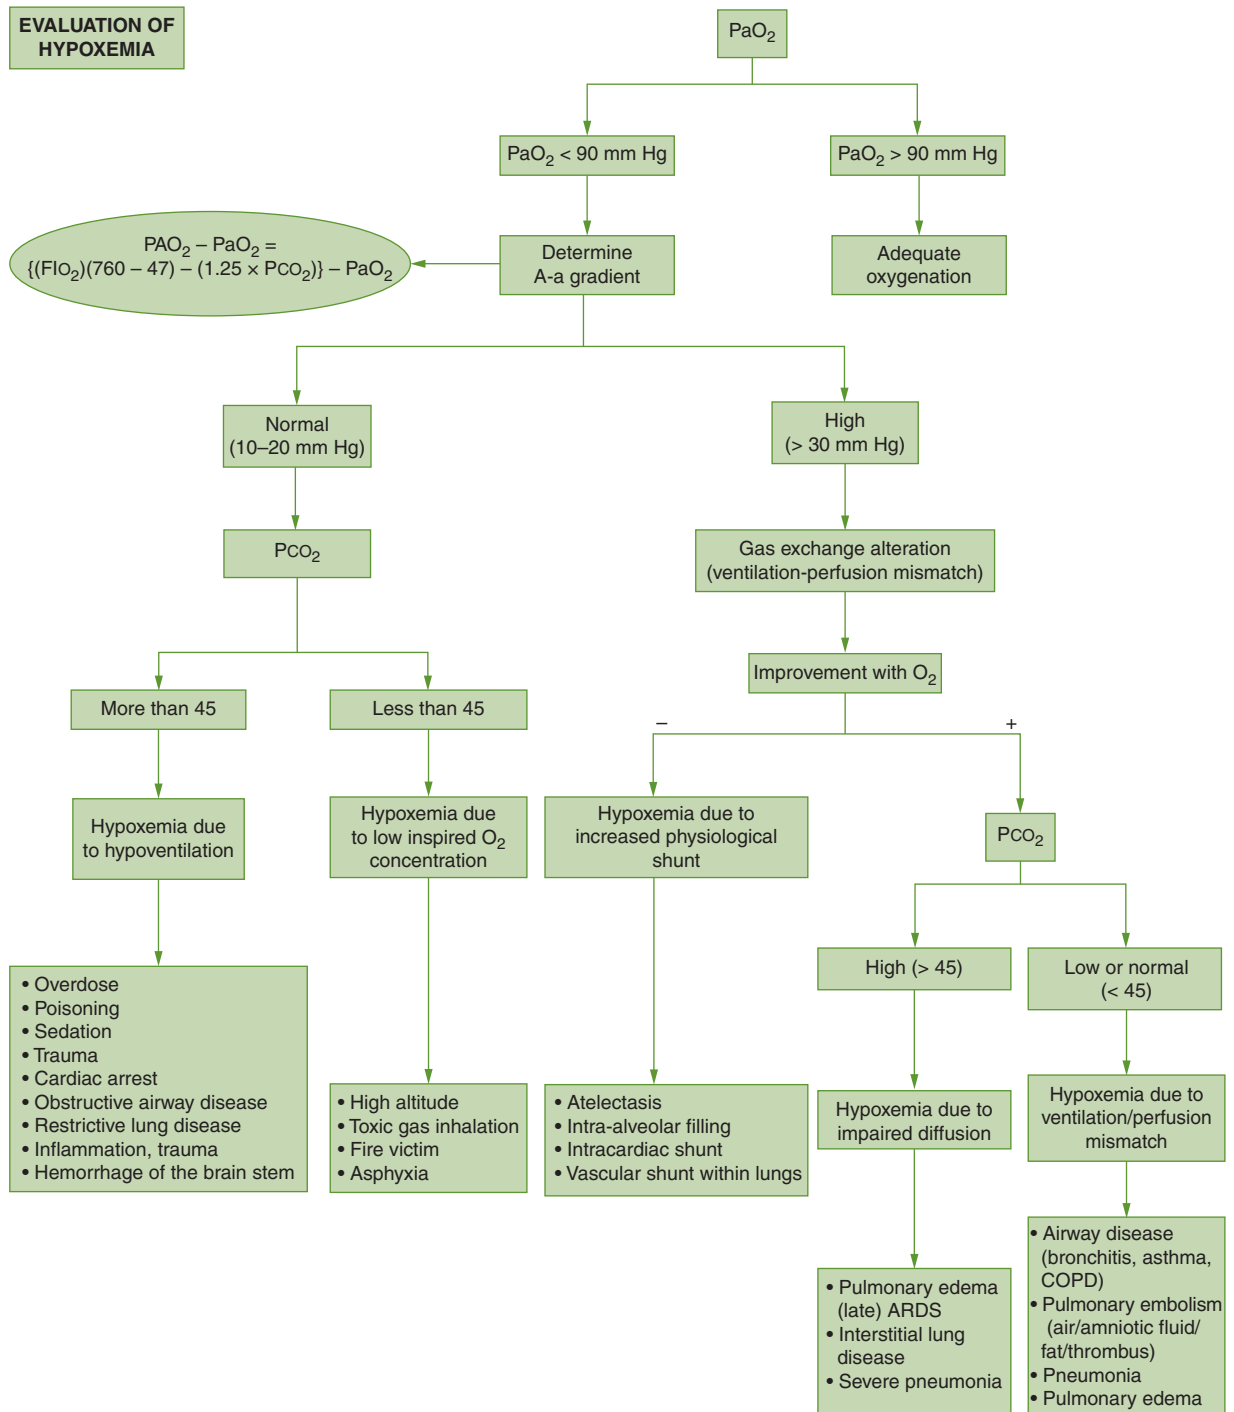 EVALUATION OF
HYPOXEMIA
PaO₂
PaO₂ < 90 mm Hg
PaO₂ > 90 mm Hg
PAO₂ – PaO₂ =
{(FIO₂)(760 – 47) – (1.25 × PCO₂)} – PaO₂
Determine
A-a gradient
Adequate
oxygenation
Normal
(10–20 mm Hg)
High
(> 30 mm Hg)
PCO₂
Gas exchange alteration
(ventilation-perfusion mismatch)
Improvement with O₂
More than 45
Less than 45
–
+
Hypoxemia due
to hypoventilation
Hypoxemia due
to low inspired O₂
concentration
Hypoxemia due to
increased physiological
shunt
PCO₂
High (> 45)
Low or normal
(< 45)
• Overdose
• Poisoning
• Sedation
• Trauma
• Cardiac arrest
• Obstructive airway disease
• Restrictive lung disease
• Inflammation, trauma
• Hemorrhage of the brain stem
• High altitude
• Toxic gas inhalation
• Fire victim
• Asphyxia
• Atelectasis
• Intra-alveolar filling
• Intracardiac shunt
• Vascular shunt within lungs
Hypoxemia due to
impaired diffusion
Hypoxemia due to
ventilation/perfusion
mismatch
• Pulmonary edema
(late) ARDS
• Interstitial lung
disease
• Severe pneumonia
• Airway disease
(bronchitis, asthma,
COPD)
• Pulmonary embolism
(air/amniotic fluid/
fat/thrombus)
• Pneumonia
• Pulmonary edema